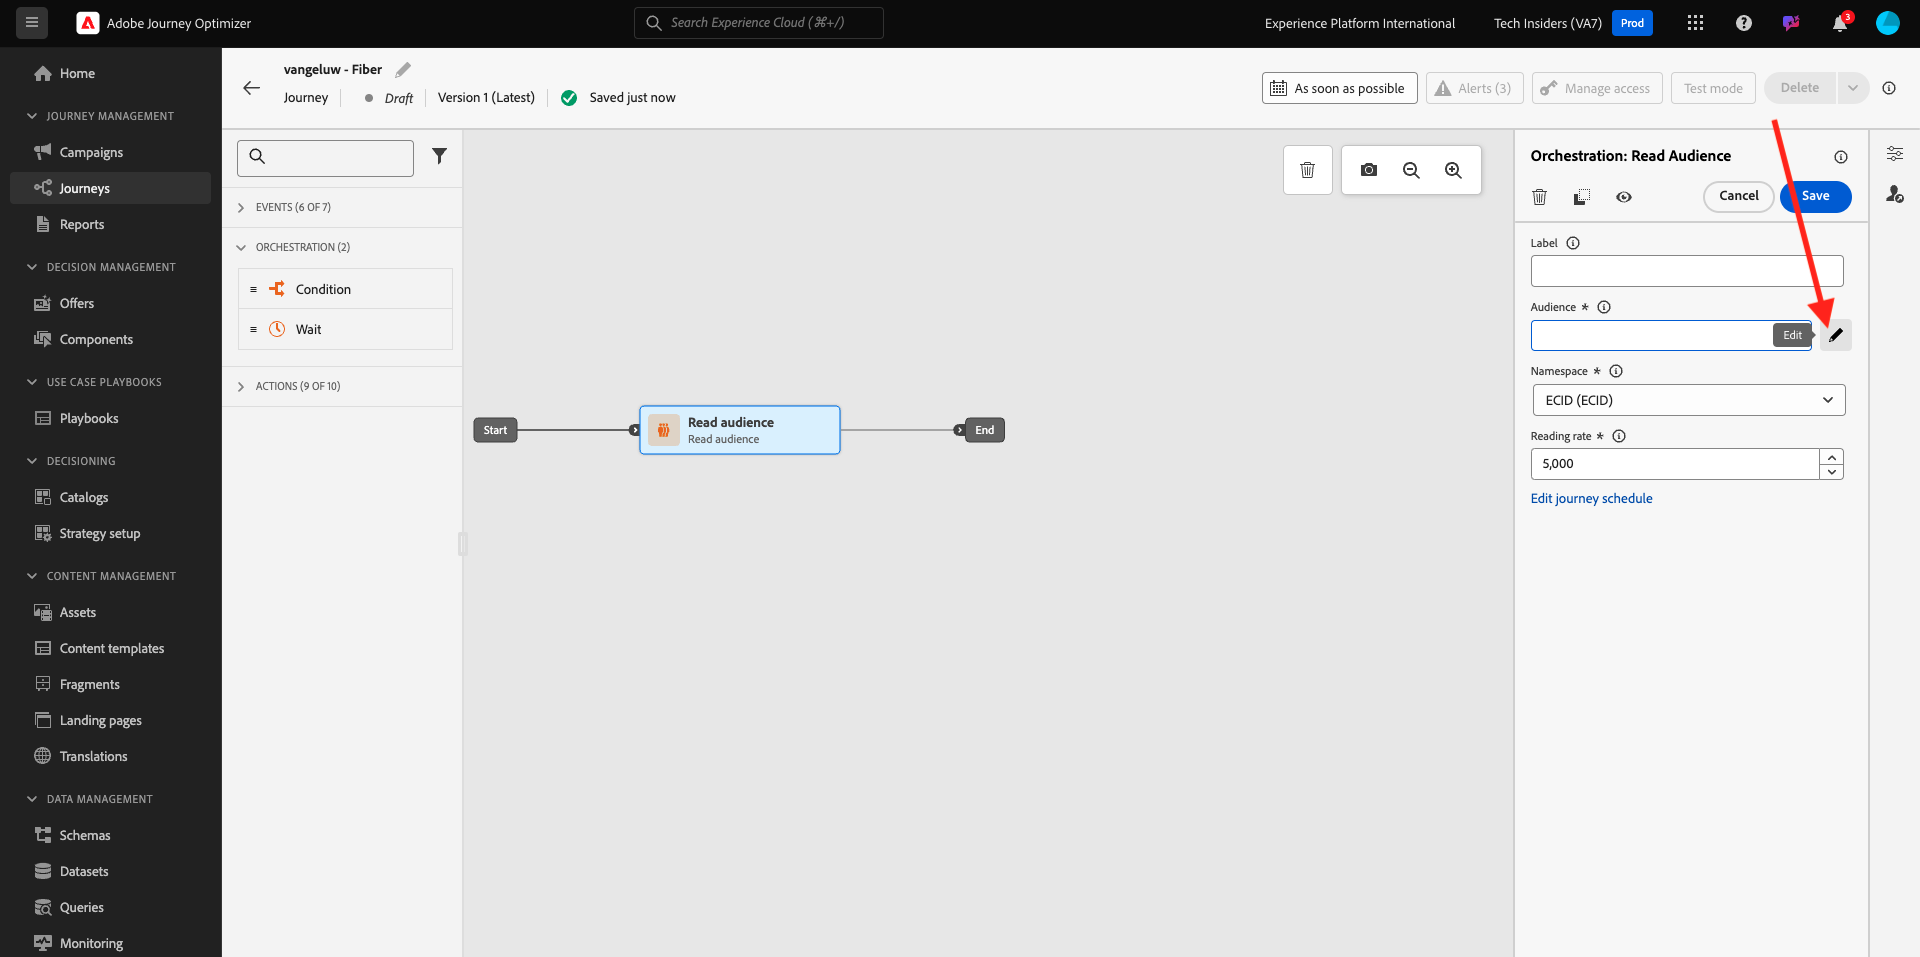 Adobe Journey Optimizer
Search Experience Cloud (⌘+/)
Experience Platform International
Tech Insiders (VA7)
Prod
3
Home
JOURNEY MANAGEMENT
Campaigns
Journeys
Reports
DECISION MANAGEMENT
Offers
Components
USE CASE PLAYBOOKS
Playbooks
DECISIONING
Catalogs
Strategy setup
CONTENT MANAGEMENT
Assets
Content templates
Fragments
Landing pages
Translations
DATA MANAGEMENT
Schemas
Datasets
Queries
Monitoring
vangeluw - Fiber
Journey
Draft
Version 1 (Latest)
Saved just now
As soon as possible
Alerts (3)
Manage access
Test mode
Delete
EVENTS (6 OF 7)
ORCHESTRATION (2)
Condition
Wait
ACTIONS (9 OF 10)
Start
Read audience
Read audience
End
Orchestration: Read Audience
Cancel
Save
Label
Audience *
Edit
Namespace *
ECID (ECID)
Reading rate *
5,000
Edit journey schedule